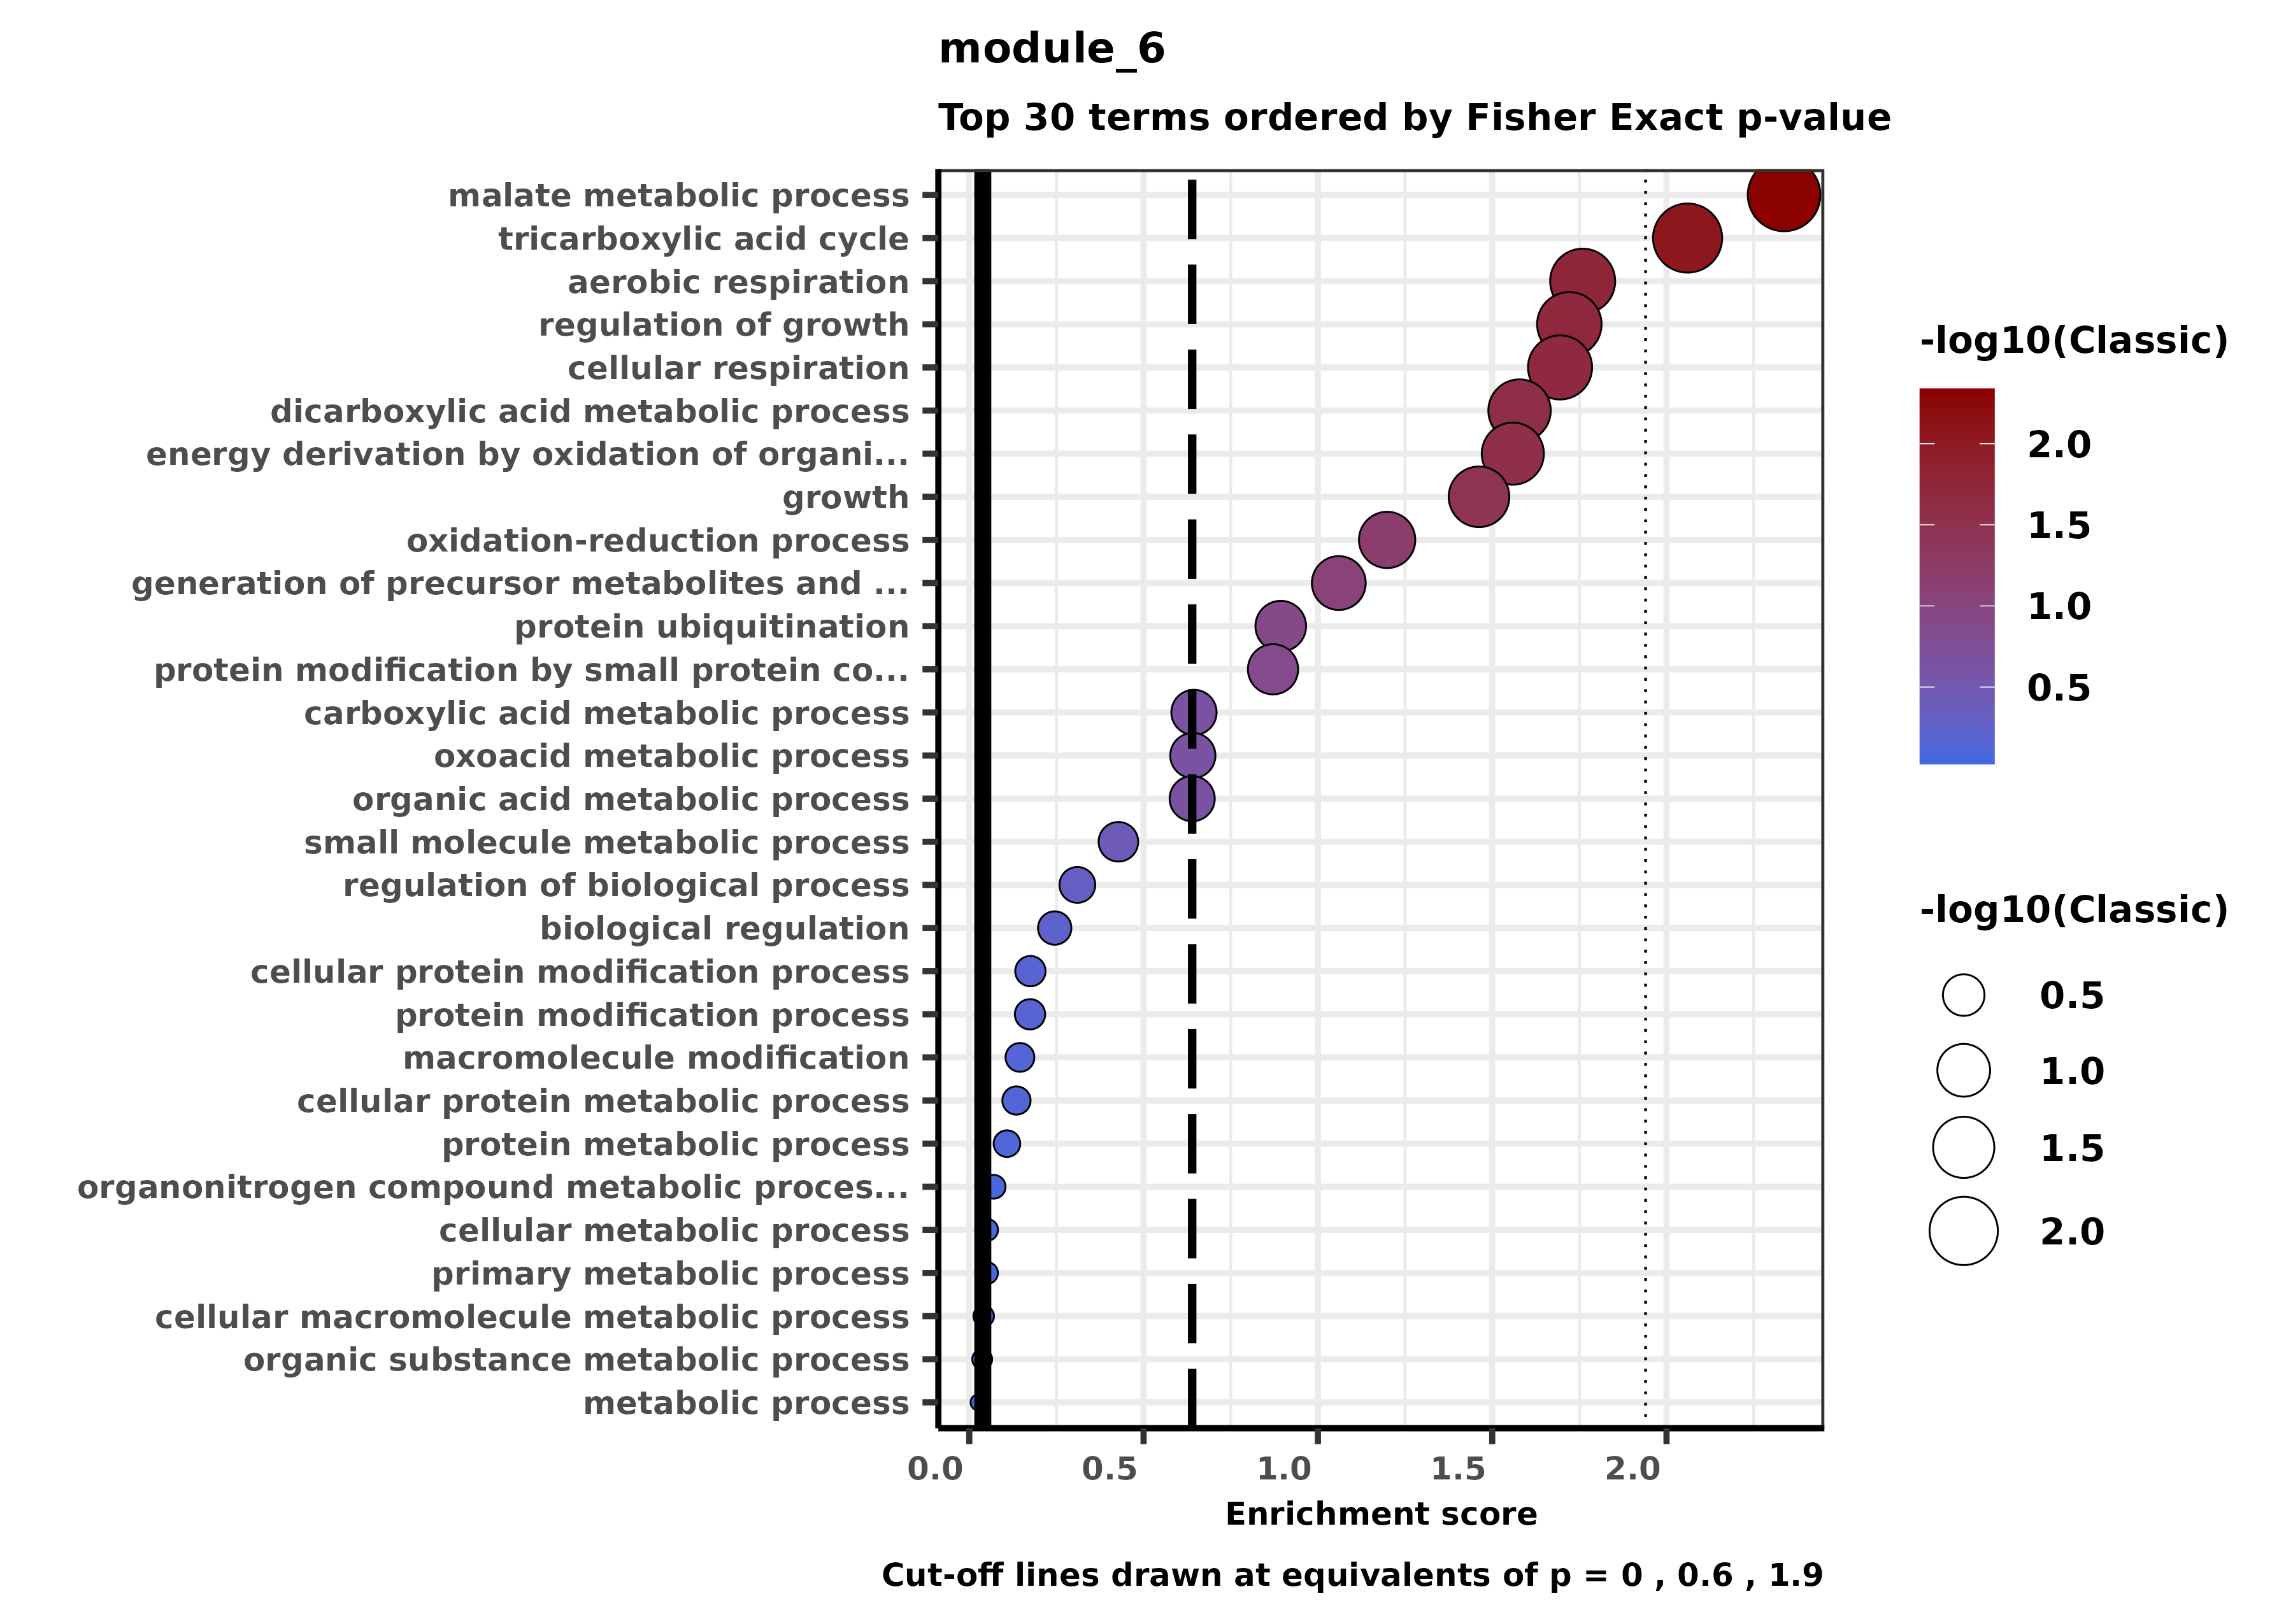 module_6
Top 30 terms ordered by Fisher Exact p-value
malate metabolic process
tricarboxylic acid cycle
aerobic respiration
regulation of growth
cellular respiration
dicarboxylic acid metabolic process
energy derivation by oxidation of organi...
growth
oxidation-reduction process
generation of precursor metabolites and ...
protein ubiquitination
protein modification by small protein co...
carboxylic acid metabolic process
oxoacid metabolic process
organic acid metabolic process
small molecule metabolic process
regulation of biological process
biological regulation
cellular protein modification process
protein modification process
macromolecule modification
cellular protein metabolic process
protein metabolic process
organonitrogen compound metabolic proces...
cellular metabolic process
primary metabolic process
cellular macromolecule metabolic process
organic substance metabolic process
metabolic process
0.0 0.5 1.0 1.5 2.0
Enrichment score
Cut-off lines drawn at equivalents of p = 0 , 0.6 , 1.9
-log10(Classic)
2.0
1.5
1.0
0.5
-log10(Classic)
0.5
1.0
1.5
2.0